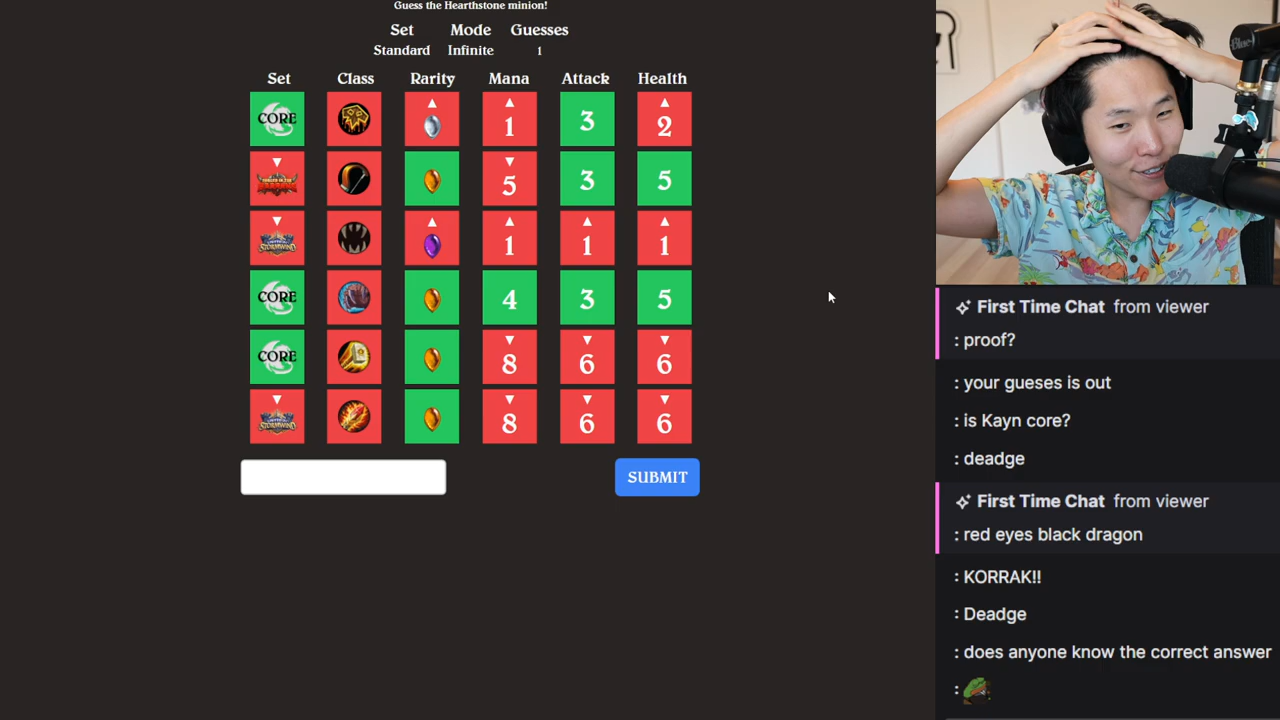 Guess the Hearthstone minion!
Set Mode Guesses
Standard Infinite 1
Set Class Rarity Mana Attack Health
CORE 1 3 2
5 3 5
STORMWIND 1 1 1
CORE 4 3 5
CORE 8 6 6
STORMWIND 8 6 6
SUBMIT
Blue
First Time Chat from viewer
: proof?
: your gueses is out
: is Kayn core?
: deadge
First Time Chat from viewer
: red eyes black dragon
: KORRAK!!
: Deadge
: does anyone know the correct answer
: